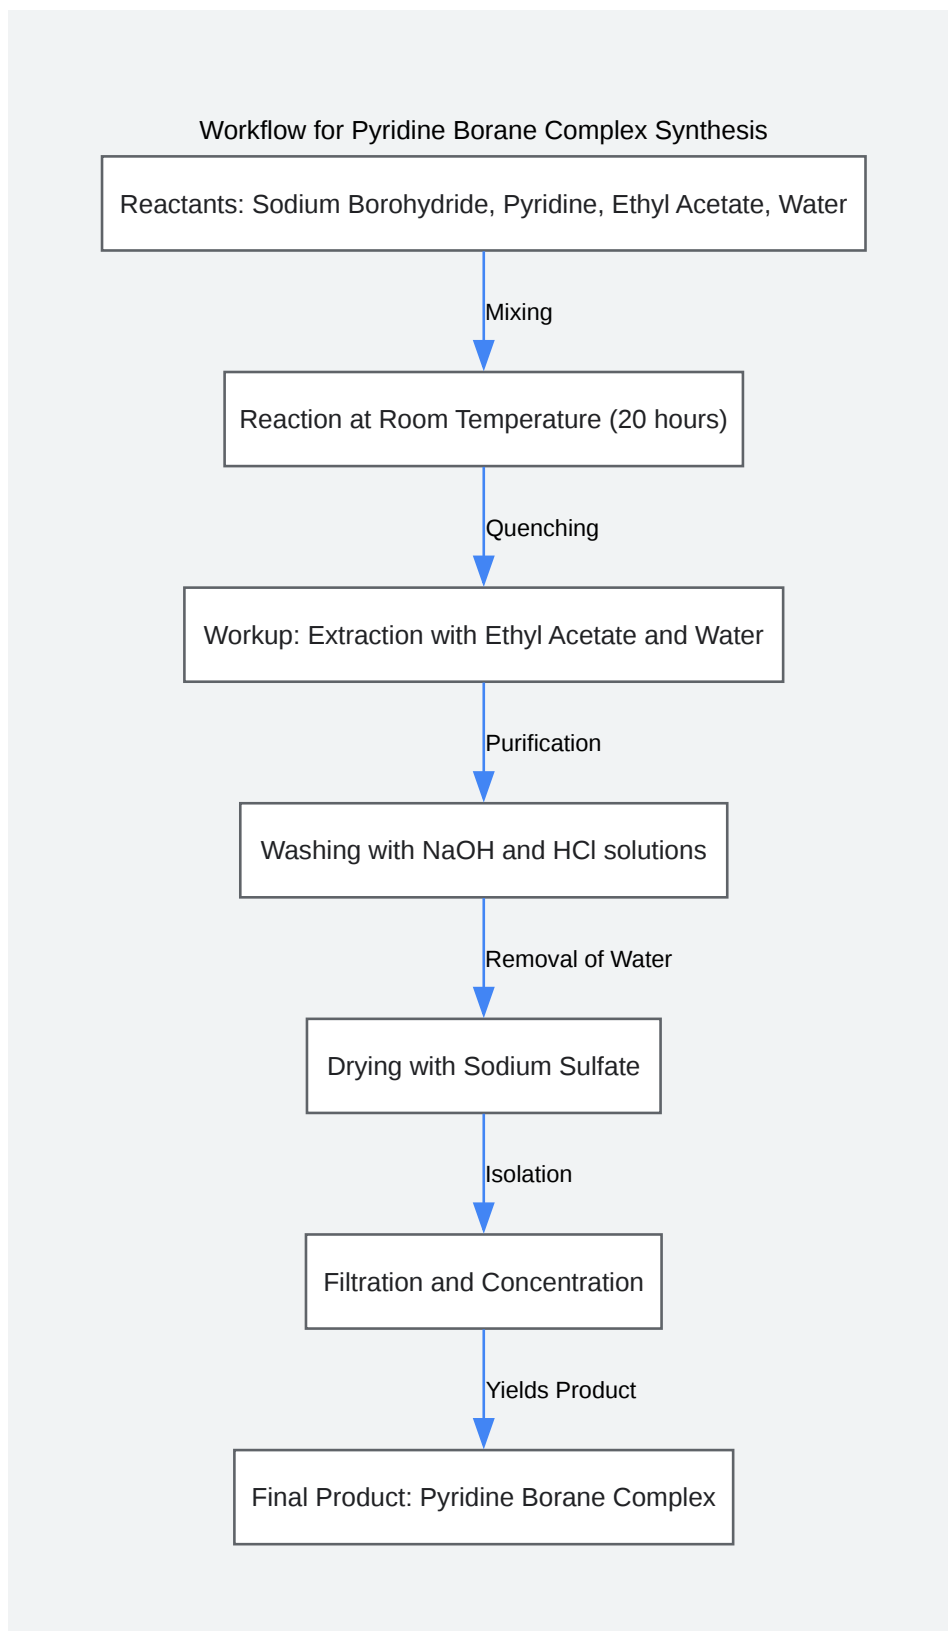 Workflow for Pyridine Borane Complex Synthesis
Reactants: Sodium Borohydride, Pyridine, Ethyl Acetate, Water
Mixing
Reaction at Room Temperature (20 hours)
Quenching
Workup: Extraction with Ethyl Acetate and Water
Purification
Washing with NaOH and HCl solutions
Removal of Water
Drying with Sodium Sulfate
Isolation
Filtration and Concentration
Yields Product
Final Product: Pyridine Borane Complex